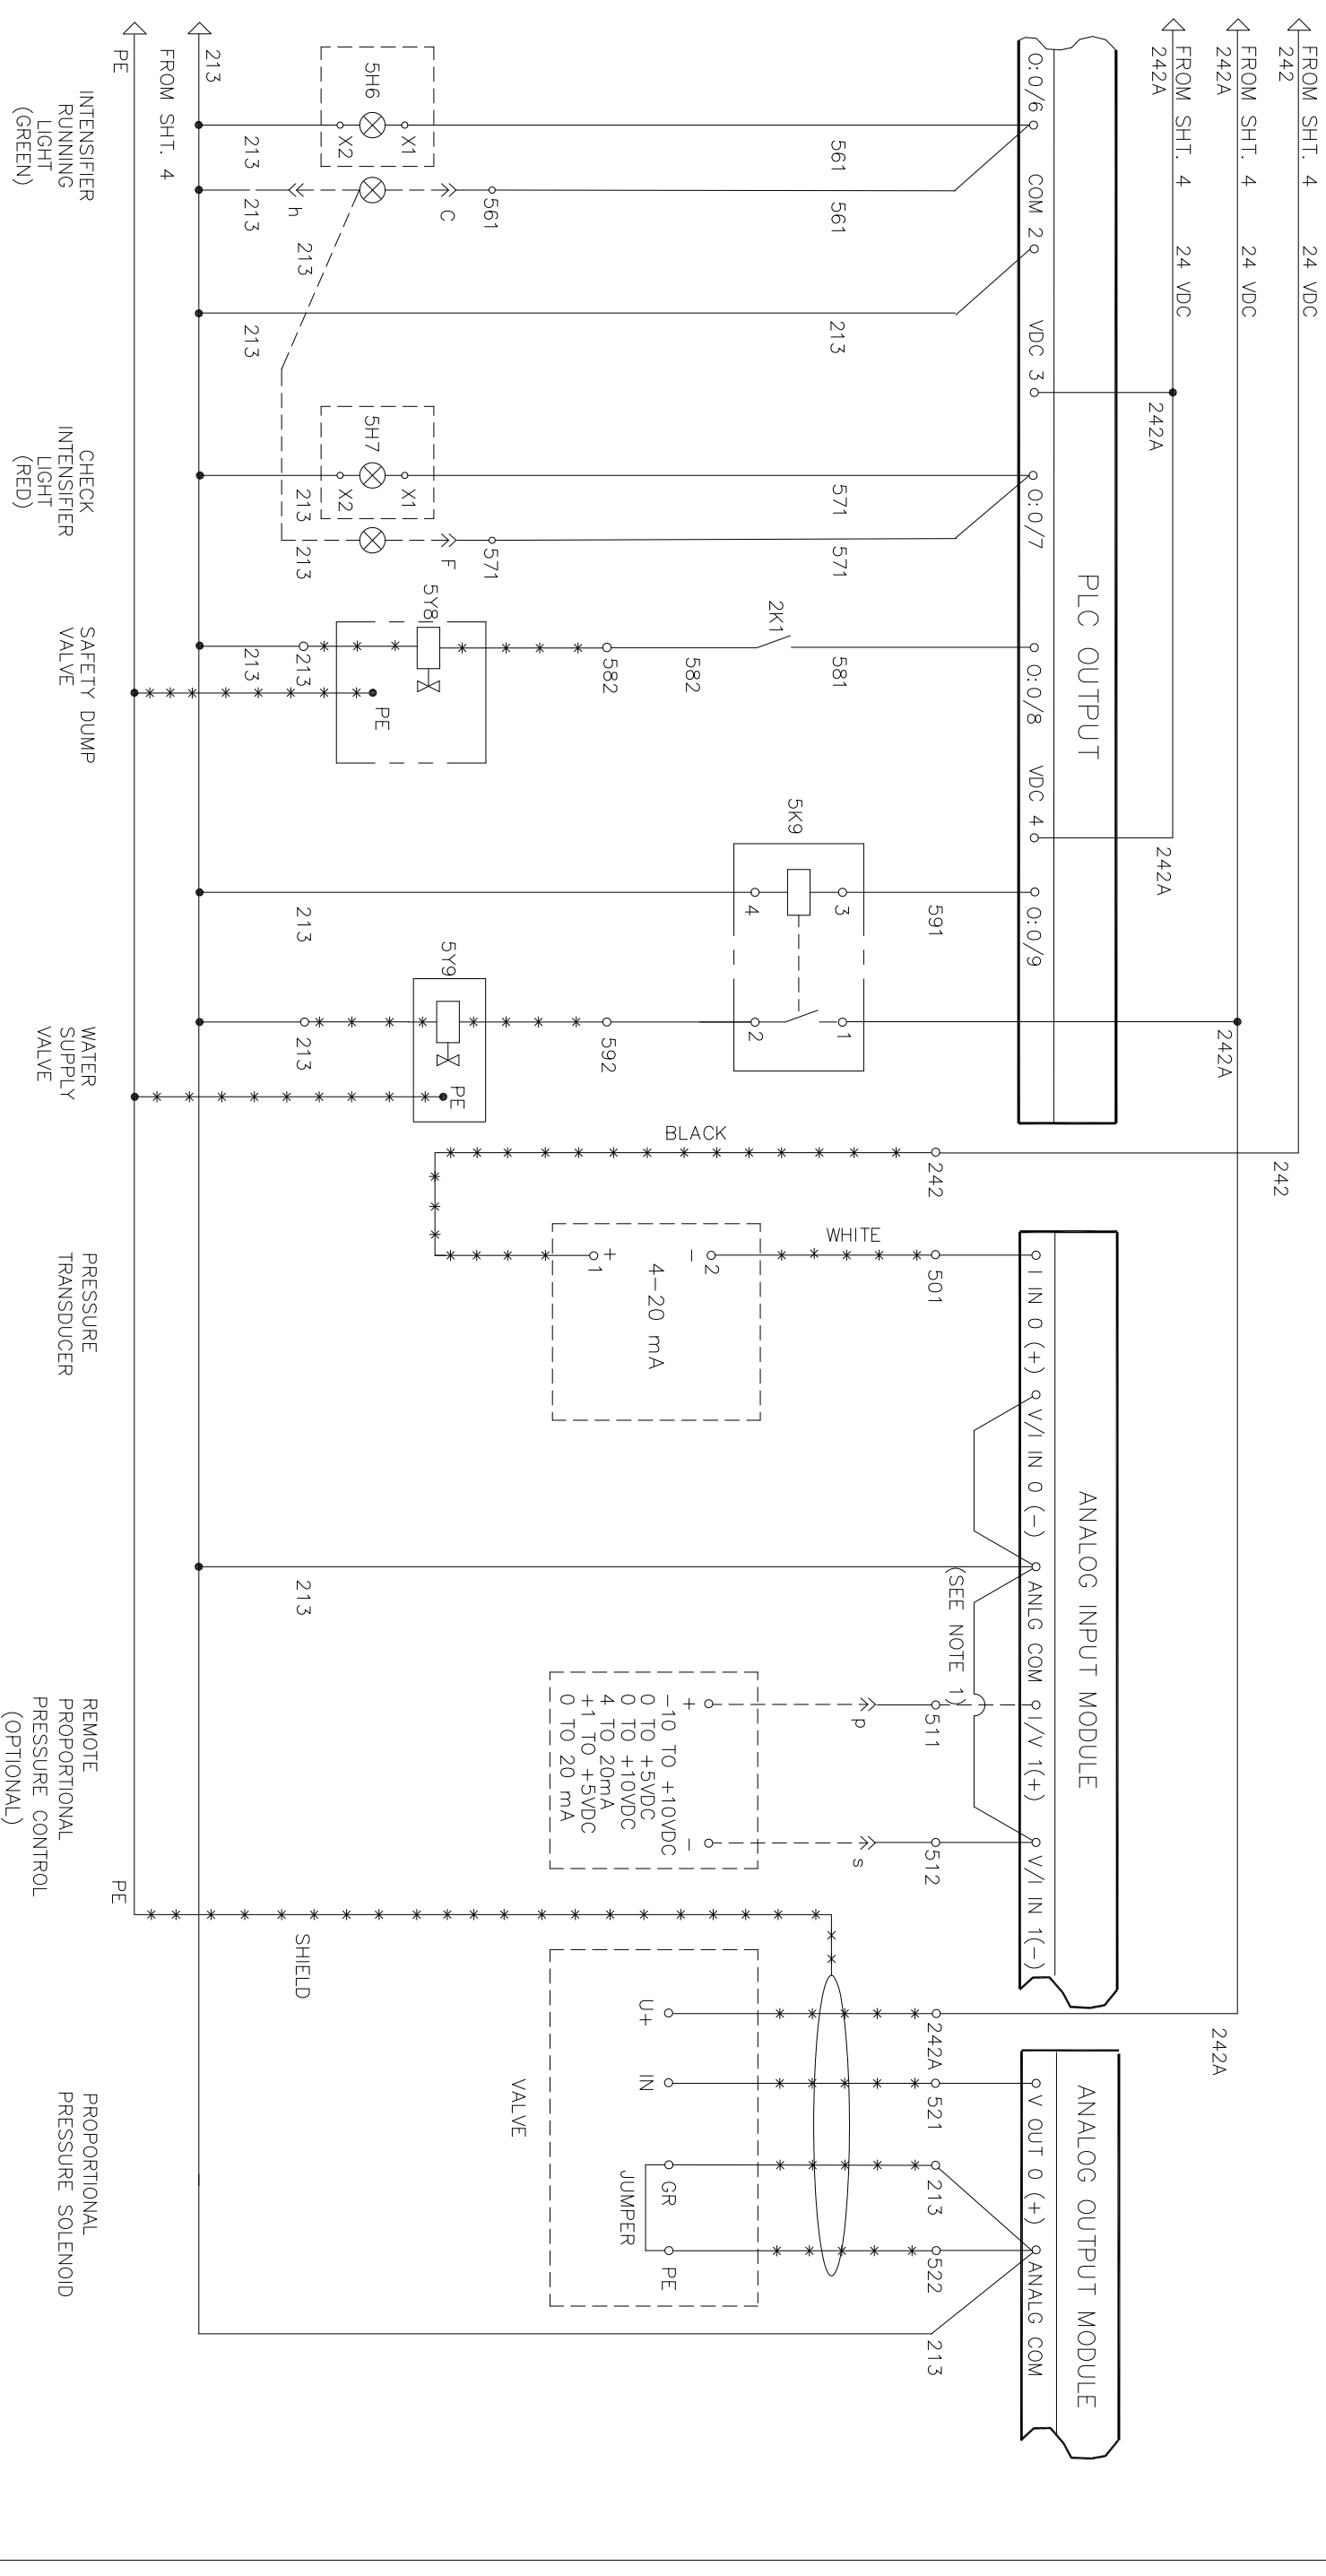 FROM SHT. 4   24 VDC
242
FROM SHT. 4   24 VDC
242A
FROM SHT. 4   24 VDC
242A
242A
242A
242A
242
242A
PLC OUTPUT
O:0/6
COM 2
VDC 3
O:0/7
O:0/8
VDC 4
O:0/9
ANALOG INPUT MODULE
I IN 0 (+)
V/I IN 0 (-)
ANLG COM
I/V 1(+)
V/I IN 1(-)
ANALOG OUTPUT MODULE
V OUT 0 (+)
ANALG COM
561
561
561
C
5H6
X1
X2
213
h
213
213
213
213
571
571
571
F
5H7
X1
X2
213
213
581
2K1
582
582
5Y8
PE
213
213
591
5K9
3
4
1
2
213
592
5Y9
PE
213
BLACK
242
WHITE
501
2
-
+
1
4-20 mA
213
(SEE NOTE 1)
511
512
p
s
+
-
-10 TO +10VDC
0 TO +5VDC
0 TO +10VDC
4 TO 20mA
+1 TO +5VDC
0 TO 20 mA
242A
521
213
522
213
U+
IN
GR
PE
JUMPER
VALVE
SHIELD
213
FROM SHT. 4
PE
PE
INTENSIFIER
RUNNING
LIGHT
(GREEN)
CHECK
INTENSIFIER
LIGHT
(RED)
SAFETY DUMP
VALVE
WATER
SUPPLY
VALVE
PRESSURE
TRANSDUCER
REMOTE
PROPORTIONAL
PRESSURE CONTROL
(OPTIONAL)
PROPORTIONAL
PRESSURE SOLENOID